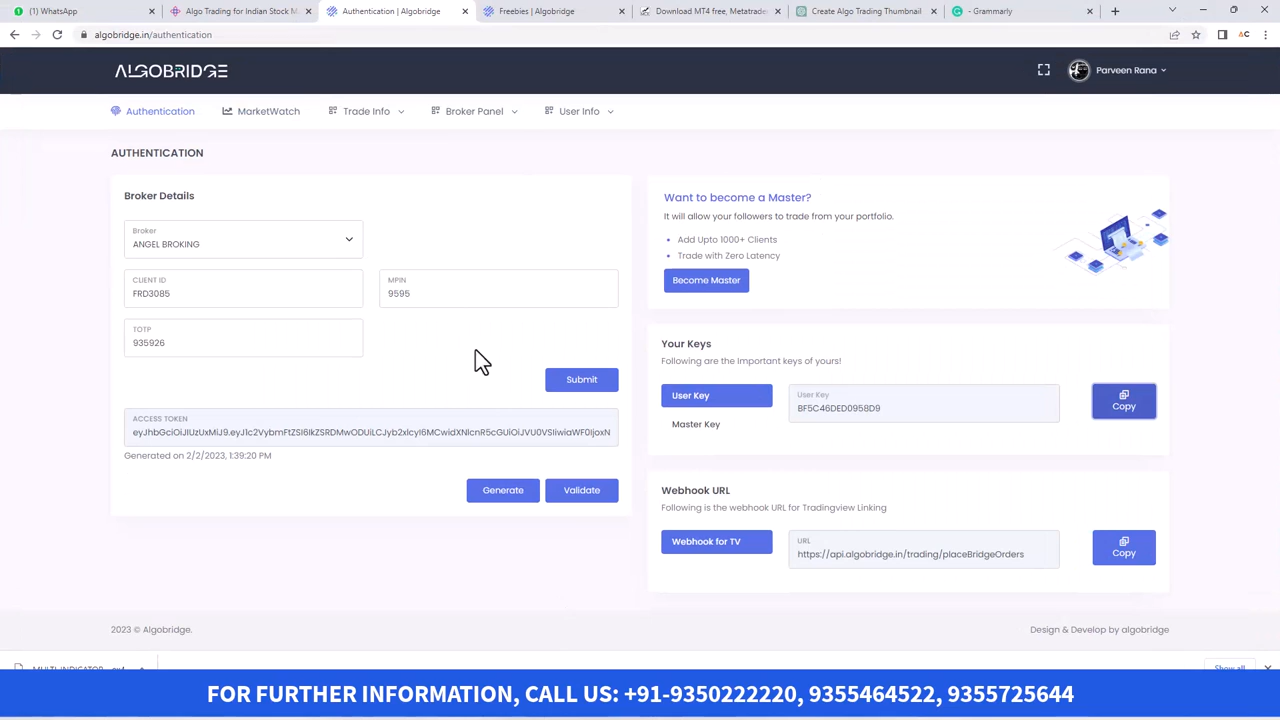 (1) WhatsApp
Algo Trading for Indian Stock M
Authentication | Algobridge
Freebies | Algobridge
Download MT4 free, Metatrade
Create Algo Trading Thumbnail
- Grammarly
algobridge.in/authentication
ALGOBRIDGE
Parveen Rana
Authentication
MarketWatch
Trade Info
Broker Panel
User Info
AUTHENTICATION
Broker Details
Broker
ANGEL BROKING
CLIENT ID
FRD3085
MPIN
9595
TOTP
935926
Submit
ACCESS TOKEN
Generated on 2/2/2023, 1:39:20 PM
Generate
Validate
Want to become a Master?
It will allow your followers to trade from your portfolio.
• Add Upto 1000+ Clients
• Trade with Zero Latency
Become Master
Your Keys
Following are the Important keys of yours!
User Key
Master Key
User Key
BF5C46DED0958D9
Copy
Webhook URL
Following is the webhook URL for Tradingview Linking
Webhook for TV
URL
https://api.algobridge.in/trading/placeBridgeOrders
Copy
2023 © Algobridge.
Design & Develop by algobridge
Show all
FOR FURTHER INFORMATION, CALL US: +91-9350222220, 9355464522, 9355725644